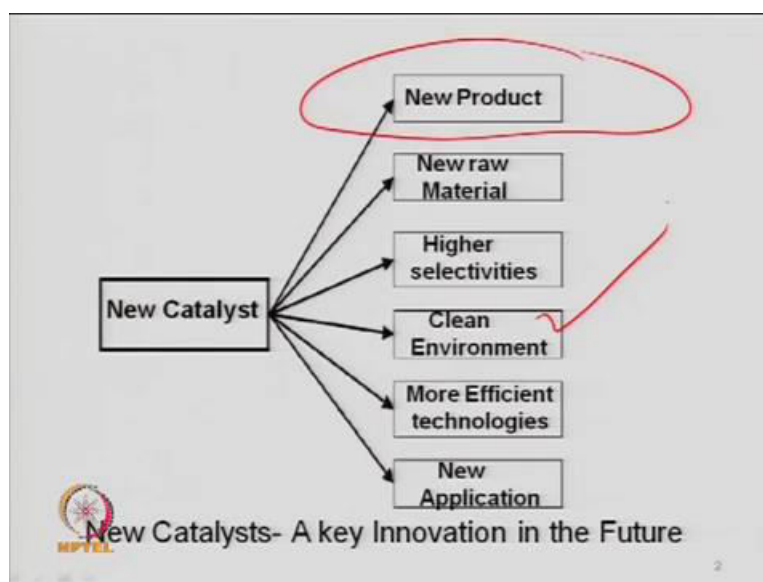 New Product
New raw
Material
Higher
selectivities
New Catalyst
Clean
Environment
More Efficient
technologies
New
Application
NPTEL
New Catalysts- A key Innovation in the Future
2